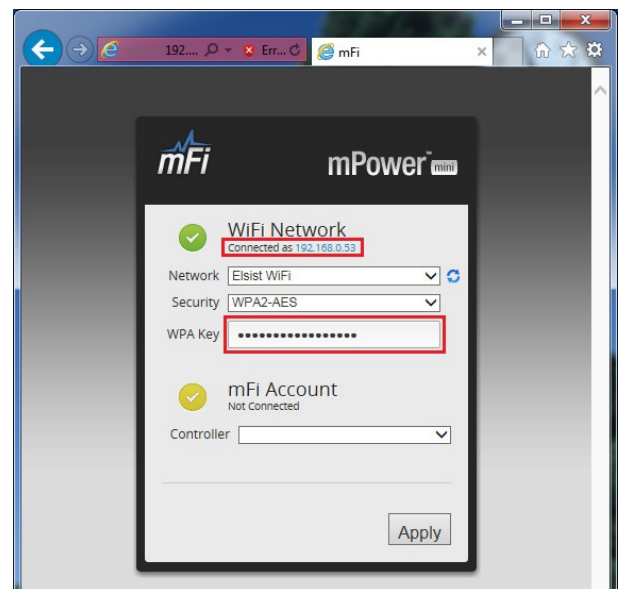 192.... Err... mFi
mFi mPower™ mini
WiFi Network
Connected as 192.168.0.53
Network Elsist WiFi
Security WPA2-AES
WPA Key •••••••••••••••••
mFi Account
Not Connected
Controller
Apply